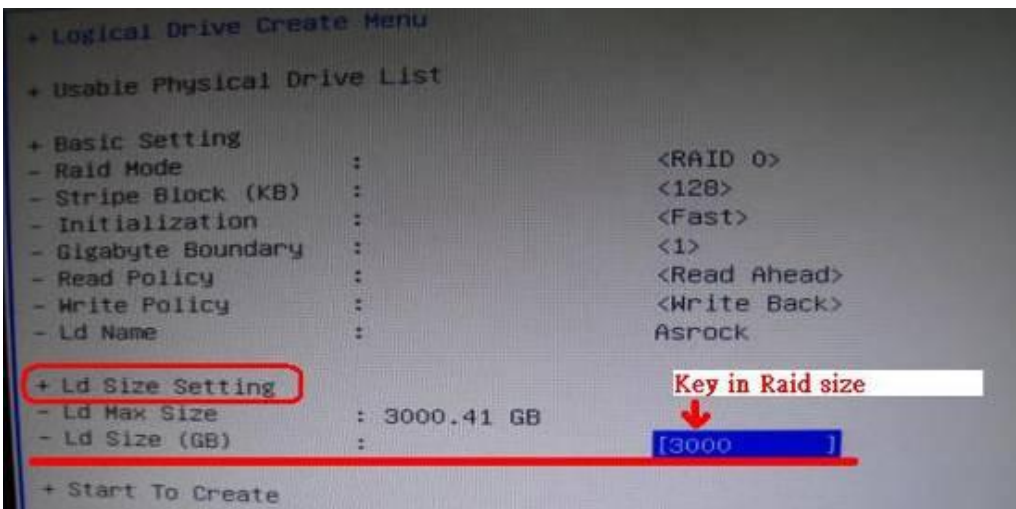 + Logical Drive Create Menu
+ Usable Physical Drive List
+ Basic Setting
- Raid Mode : <RAID 0>
- Stripe Block (KB) : <128>
- Initialization : <Fast>
- Gigabyte Boundary : <1>
- Read Policy : <Read Ahead>
- Write Policy : <Write Back>
- Ld Name : Asrock
+ Ld Size Setting
Key in Raid size
- Ld Max Size : 3000.41 GB
- Ld Size (GB) : [3000 ]
+ Start To Create